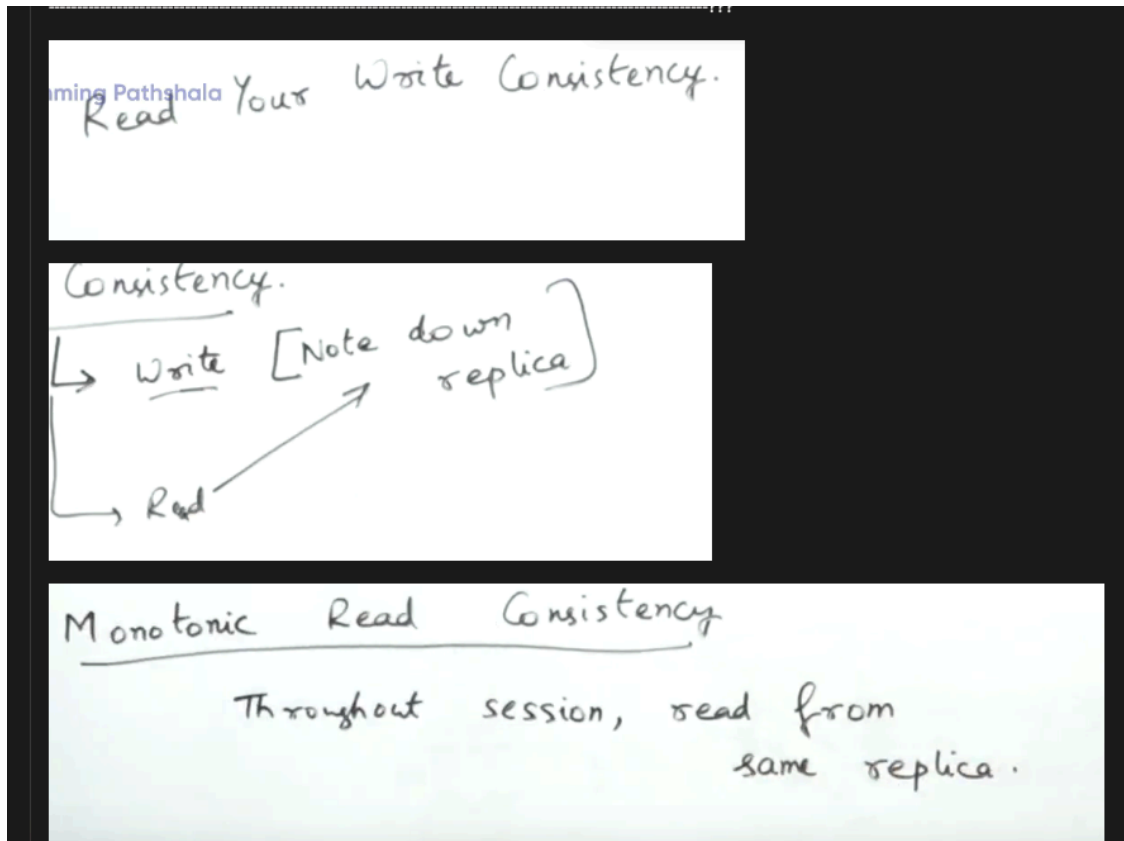 ???
Read Your Write Consistency.
mming Pathshala
Consistency.
Write [Note down
replica]
Read
Monotonic Read Consistency
Throughout session, read from
same replica.